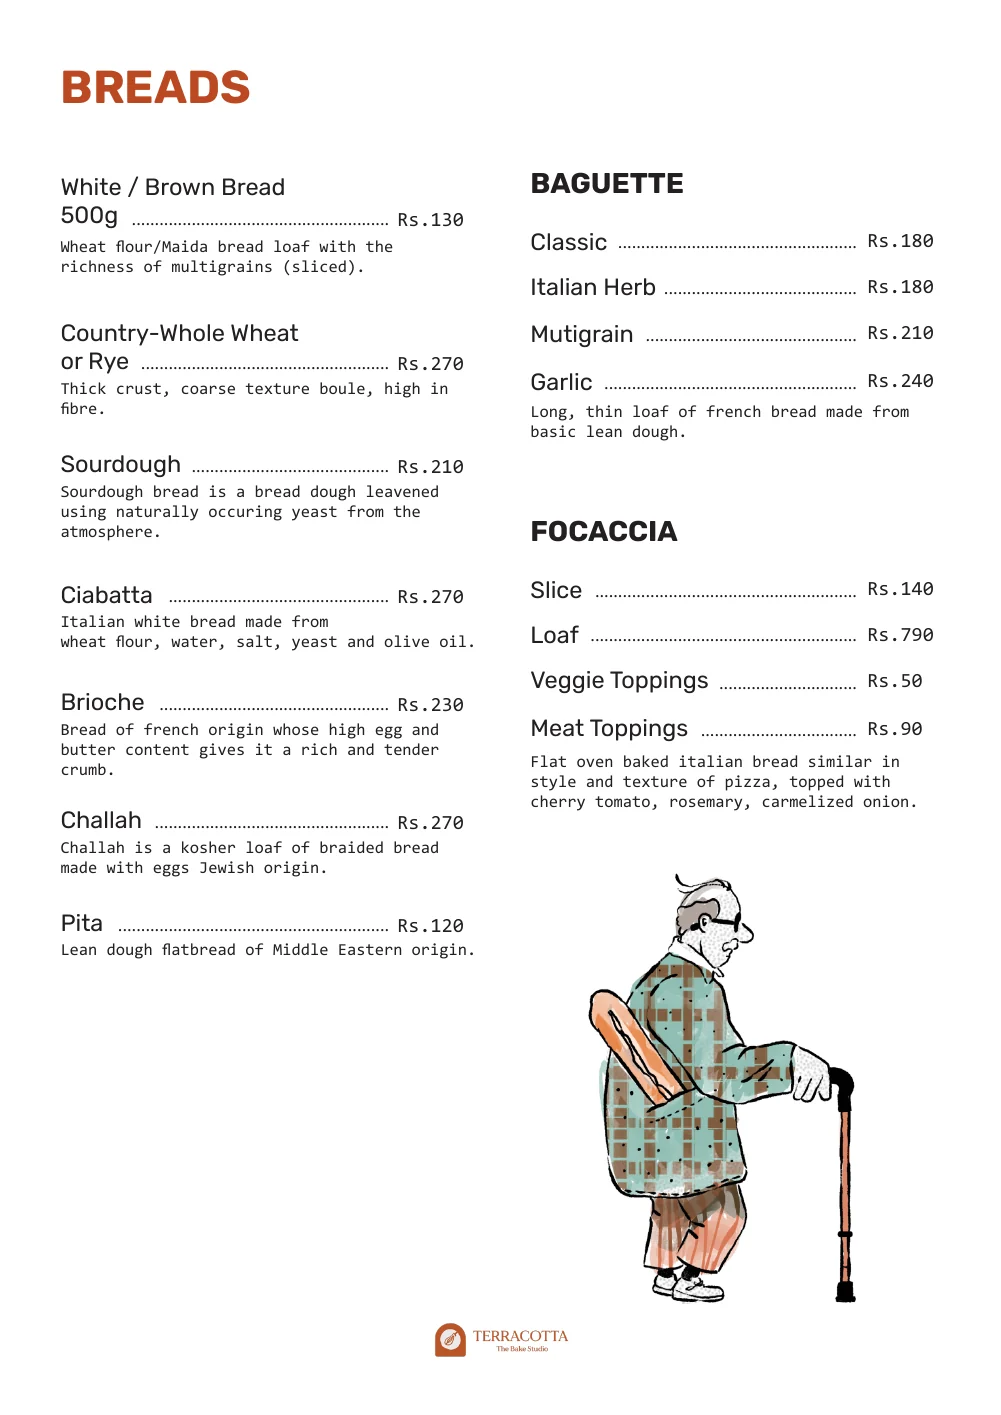 BREADS
White / Brown Bread
500g ........................................................ Rs.130
Wheat flour/Maida bread loaf with the
richness of multigrains (sliced).
Country-Whole Wheat
or Rye ...................................................... Rs.270
Thick crust, coarse texture boule, high in
fibre.
Sourdough ........................................... Rs.210
Sourdough bread is a bread dough leavened
using naturally occuring yeast from the
atmosphere.
Ciabatta ................................................ Rs.270
Italian white bread made from
wheat flour, water, salt, yeast and olive oil.
Brioche .................................................. Rs.230
Bread of french origin whose high egg and
butter content gives it a rich and tender
crumb.
Challah ................................................... Rs.270
Challah is a kosher loaf of braided bread
made with eggs Jewish origin.
Pita ........................................................... Rs.120
Lean dough flatbread of Middle Eastern origin.
BAGUETTE
Classic .................................................... Rs.180
Italian Herb .......................................... Rs.180
Mutigrain .............................................. Rs.210
Garlic ....................................................... Rs.240
Long, thin loaf of french bread made from
basic lean dough.
FOCACCIA
Slice ......................................................... Rs.140
Loaf .......................................................... Rs.790
Veggie Toppings .............................. Rs.50
Meat Toppings .................................. Rs.90
Flat oven baked italian bread similar in
style and texture of pizza, topped with
cherry tomato, rosemary, carmelized onion.
TERRACOTTA
The Bake Studio